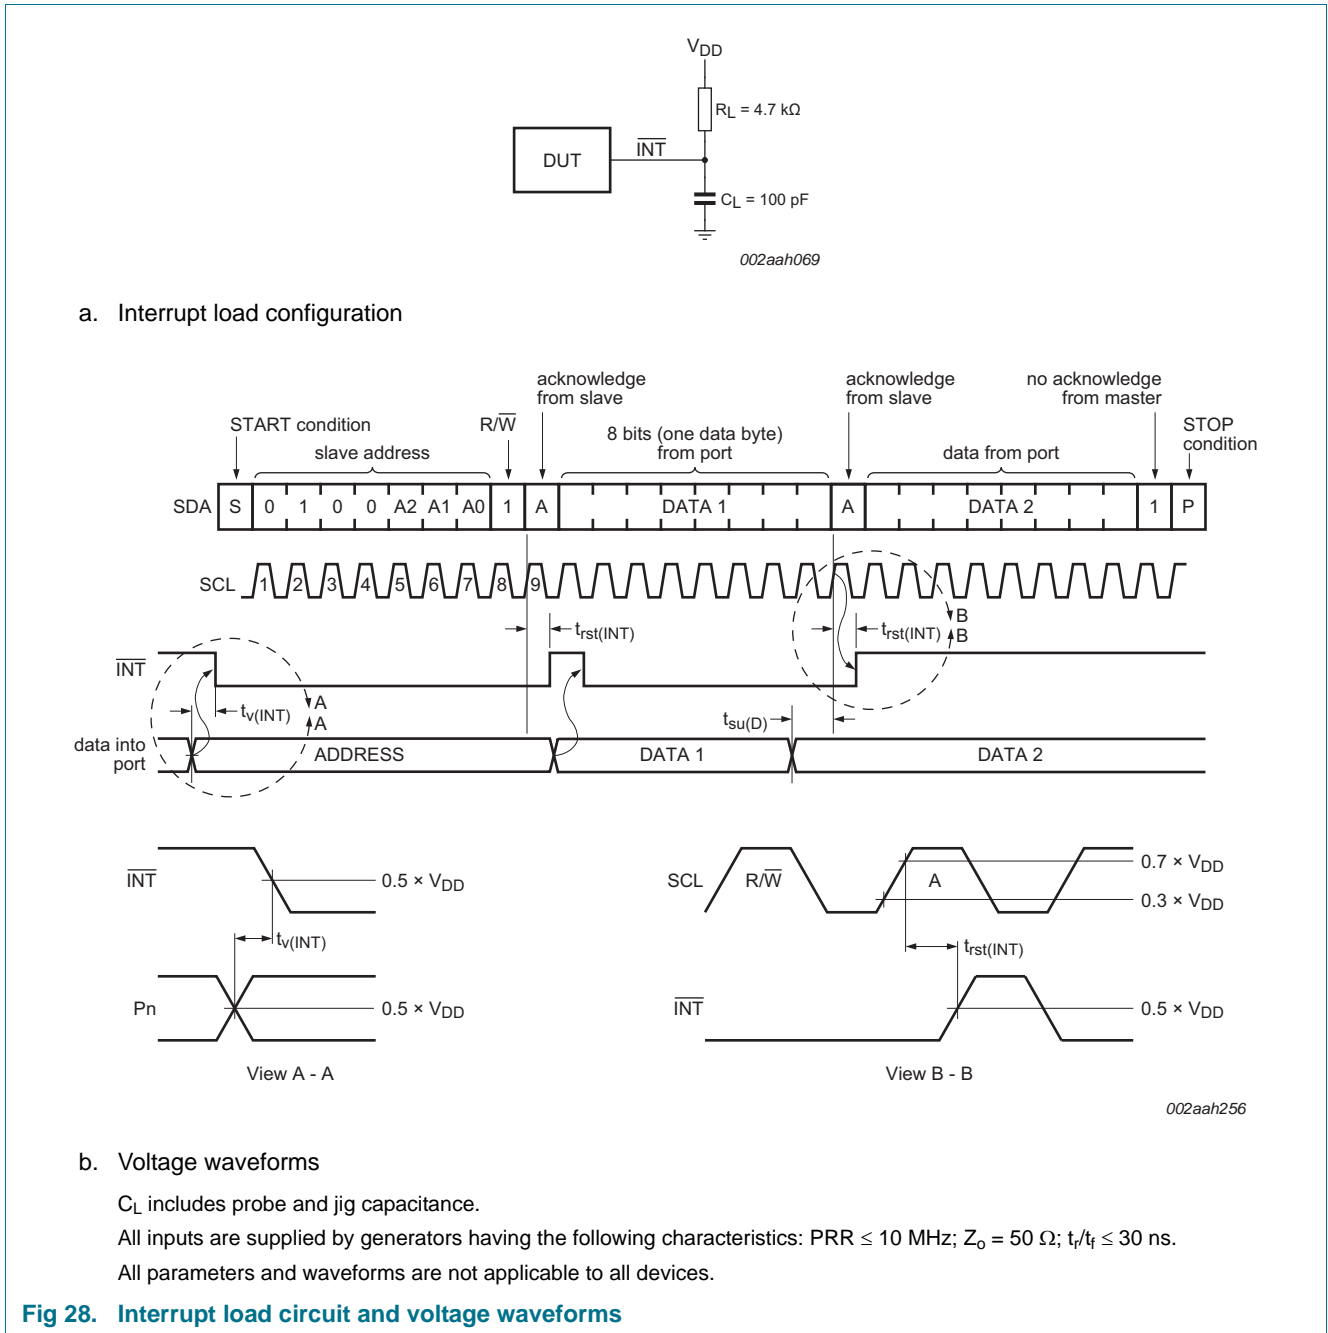 VDD
RL = 4.7 kΩ
DUT
INT
CL = 100 pF
002aah069
a. Interrupt load configuration
acknowledge
from slave
acknowledge
from slave
no acknowledge
from master
START condition
R/W
8 bits (one data byte)
from port
STOP
condition
slave address
data from port
SDA S 0 1 0 0 A2 A1 A0 1 A DATA 1 A DATA 2 1 P
SCL 1 2 3 4 5 6 7 8 9
B
B
trst(INT)
trst(INT)
INT
A
A
tv(INT)
tsu(D)
data into
port
ADDRESS
DATA 1
DATA 2
INT
0.5 × VDD
tv(INT)
Pn
0.5 × VDD
View A - A
SCL
R/W
A
0.7 × VDD
0.3 × VDD
trst(INT)
INT
0.5 × VDD
View B - B
002aah256
b. Voltage waveforms
CL includes probe and jig capacitance.
All inputs are supplied by generators having the following characteristics: PRR ≤ 10 MHz; Zo = 50 Ω; tr/tf ≤ 30 ns.
All parameters and waveforms are not applicable to all devices.
Fig 28. Interrupt load circuit and voltage waveforms